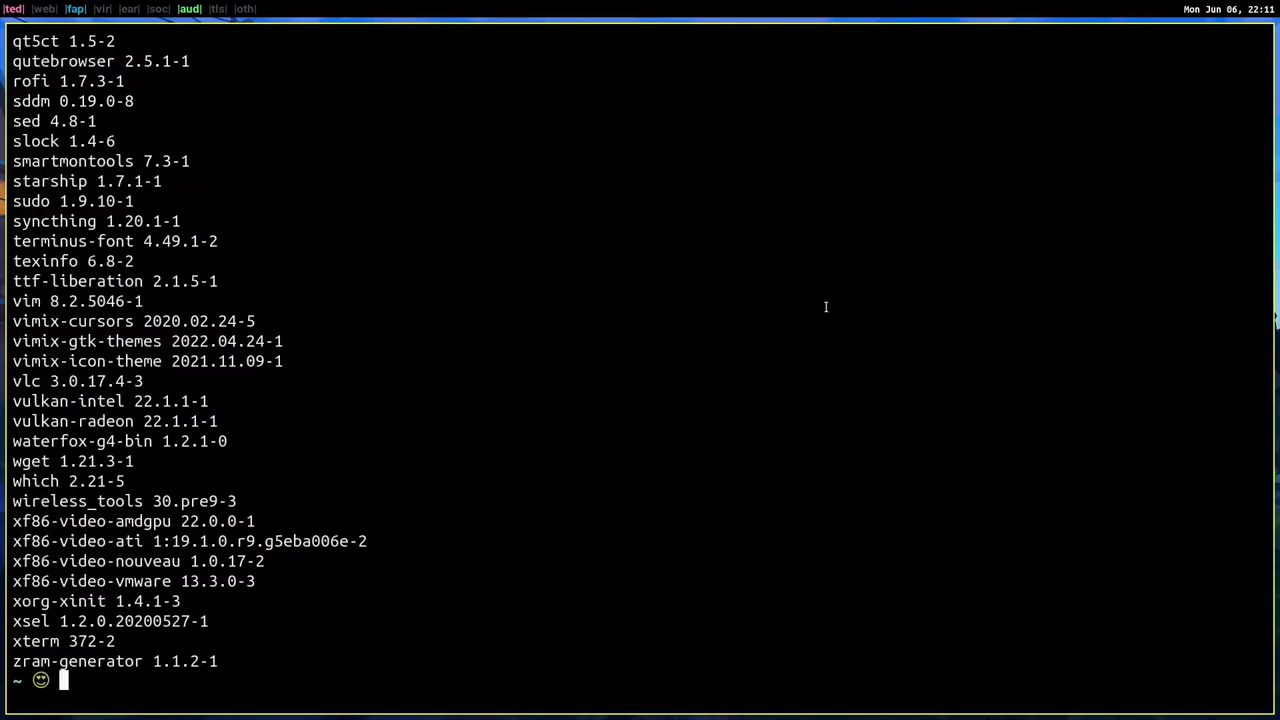 |ted| |web| |fap| |vir| |ear| |soc| |aud| |tls| |oth| Mon Jun 06, 22:11
qt5ct 1.5-2
qutebrowser 2.5.1-1
rofi 1.7.3-1
sddm 0.19.0-8
sed 4.8-1
slock 1.4-6
smartmontools 7.3-1
starship 1.7.1-1
sudo 1.9.10-1
syncthing 1.20.1-1
terminus-font 4.49.1-2
texinfo 6.8-2
ttf-liberation 2.1.5-1
vim 8.2.5046-1
vimix-cursors 2020.02.24-5
vimix-gtk-themes 2022.04.24-1
vimix-icon-theme 2021.11.09-1
vlc 3.0.17.4-3
vulkan-intel 22.1.1-1
vulkan-radeon 22.1.1-1
waterfox-g4-bin 1.2.1-0
wget 1.21.3-1
which 2.21-5
wireless_tools 30.pre9-3
xf86-video-amdgpu 22.0.0-1
xf86-video-ati 1:19.1.0.r9.g5eba006e-2
xf86-video-nouveau 1.0.17-2
xf86-video-vmware 13.3.0-3
xorg-xinit 1.4.1-3
xsel 1.2.0.20200527-1
xterm 372-2
zram-generator 1.1.2-1
~ 😍